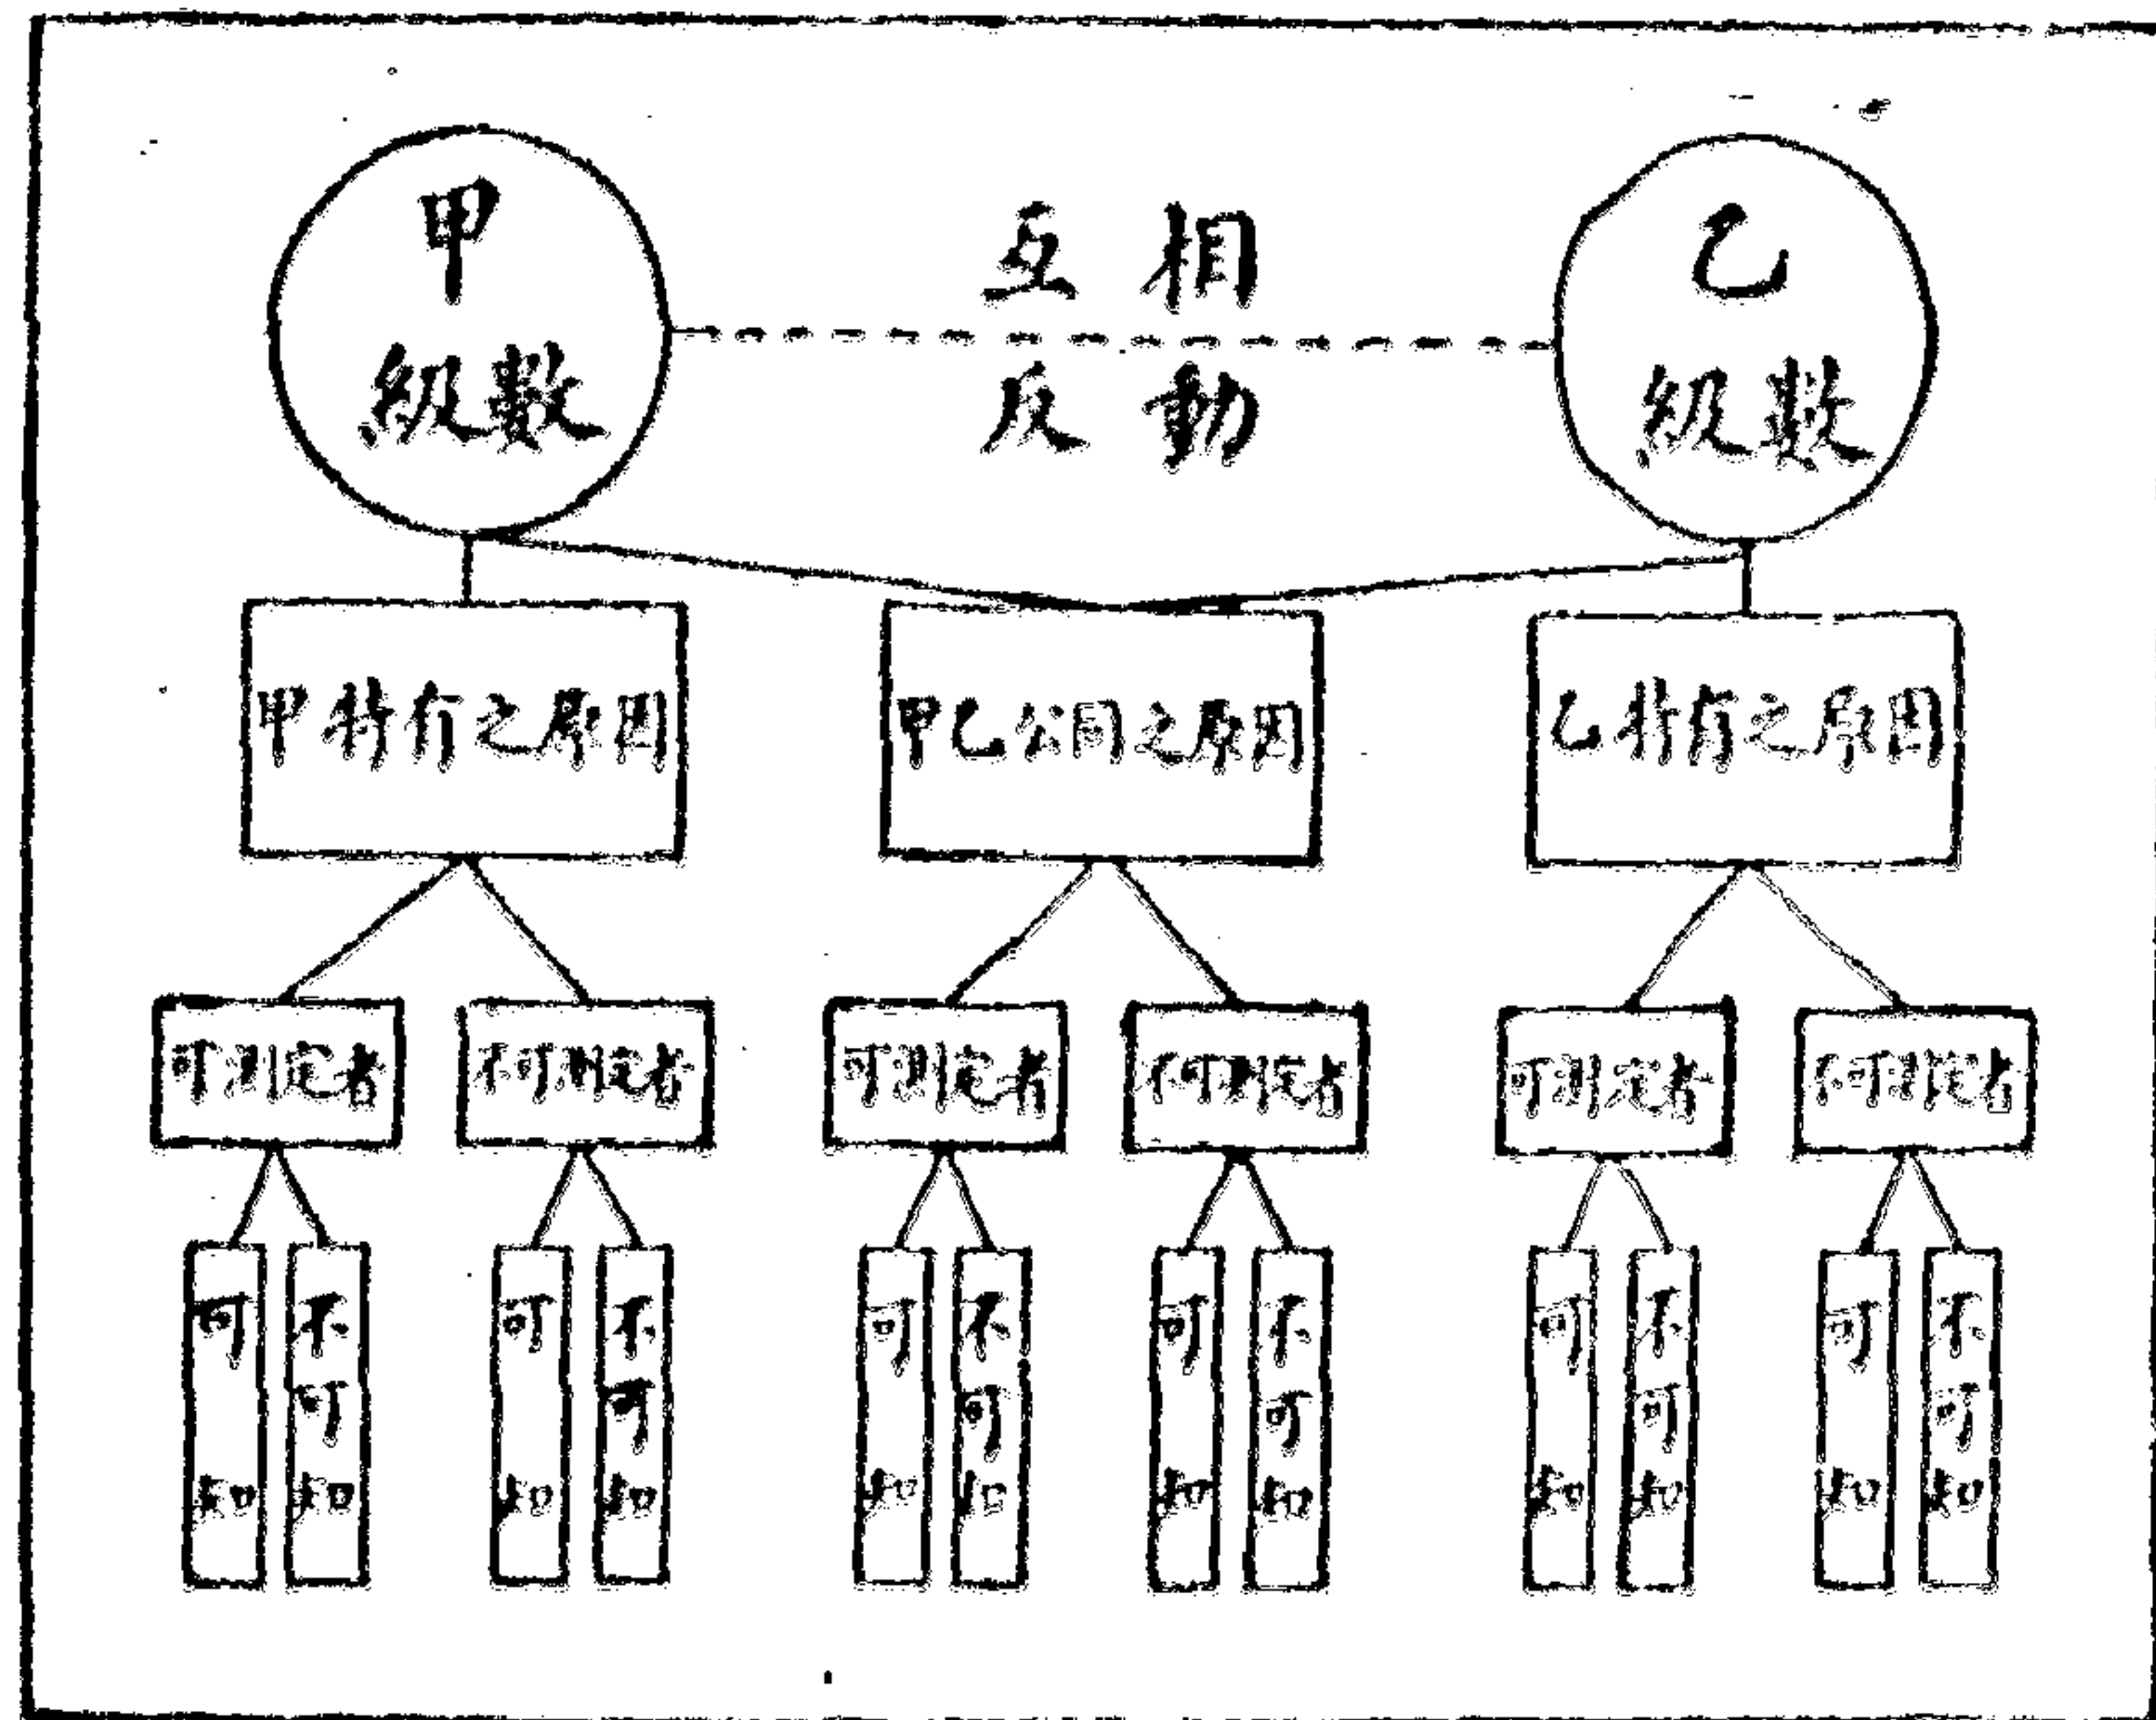 甲
級數
互相
反動
乙
級數
甲特有之原因
甲乙公同之原因
乙特有之原因
可測定者
不可測定者
可測定者
不可測定者
可測定者
不可測定者
可知
不可知
可知
不可知
可知
不可知
可知
不可知
可知
不可知
可知
不可知